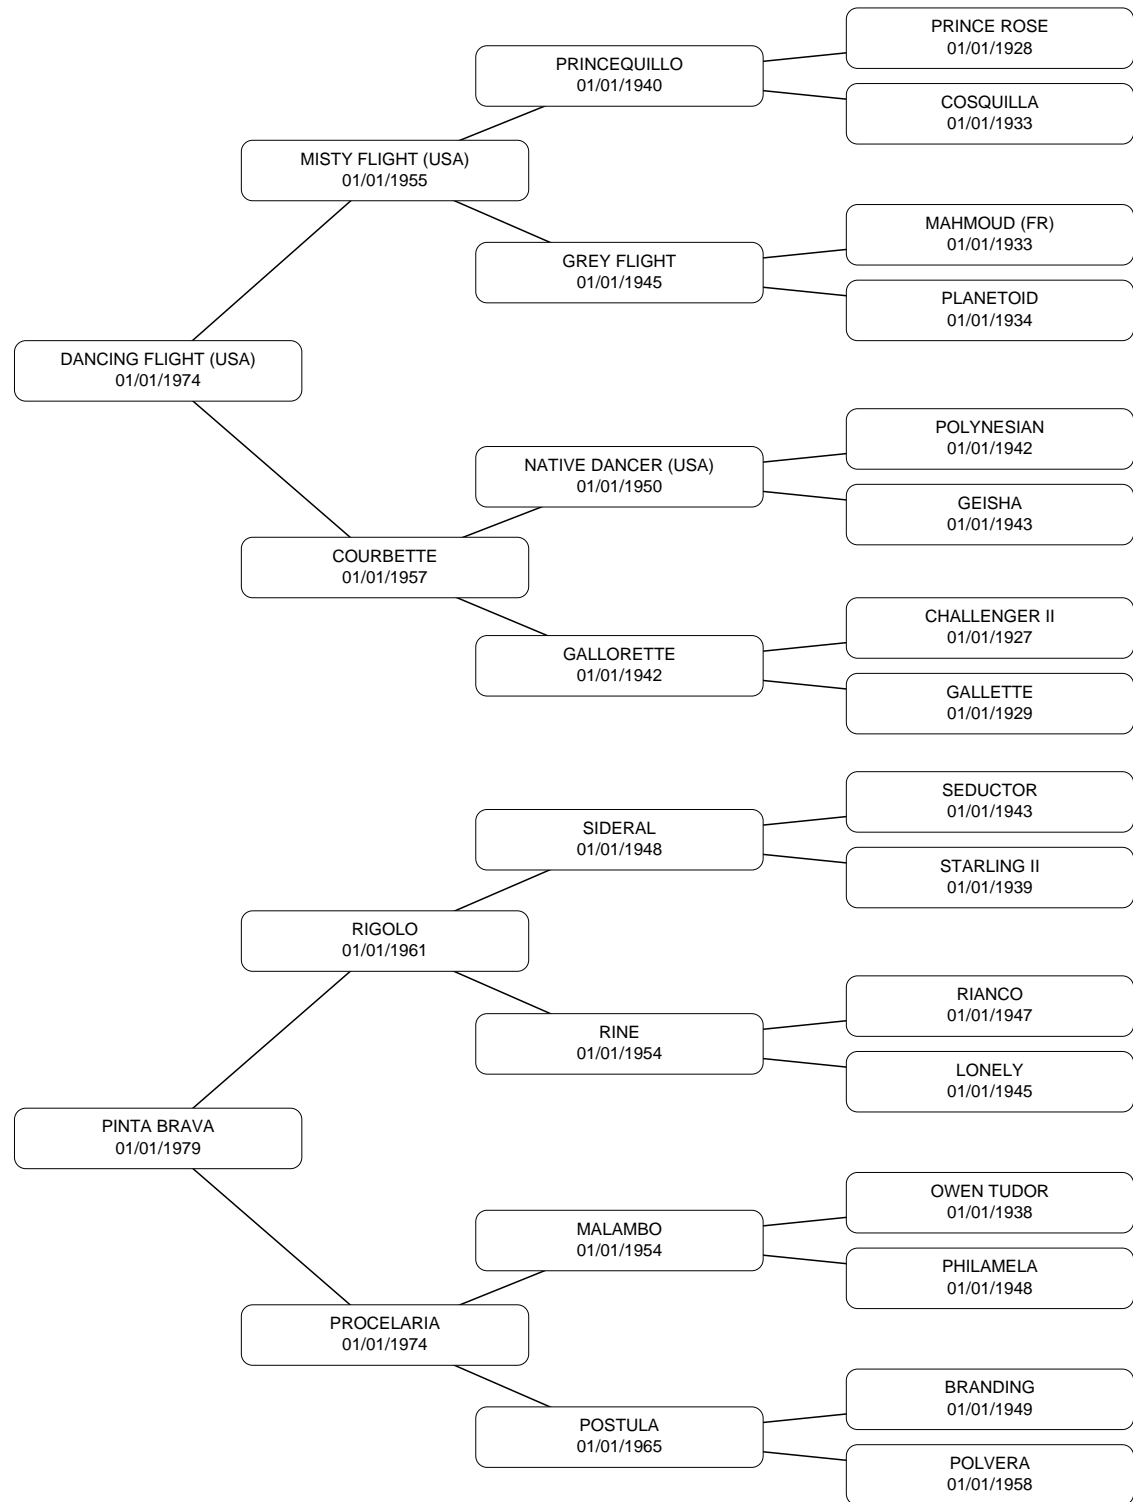 PRINCE ROSE
01/01/1928
PRINCEQUILLO
01/01/1940
COSQUILLA
01/01/1933
MISTY FLIGHT (USA)
01/01/1955
MAHMOUD (FR)
01/01/1933
GREY FLIGHT
01/01/1945
PLANETOID
01/01/1934
DANCING FLIGHT (USA)
01/01/1974
POLYNESIAN
01/01/1942
NATIVE DANCER (USA)
01/01/1950
GEISHA
01/01/1943
COURBETTE
01/01/1957
CHALLENGER II
01/01/1927
GALLORETTE
01/01/1942
GALLETTE
01/01/1929
SEDUCTOR
01/01/1943
SIDERAL
01/01/1948
STARLING II
01/01/1939
RIGOLO
01/01/1961
RIANCO
01/01/1947
RINE
01/01/1954
LONELY
01/01/1945
PINTA BRAVA
01/01/1979
OWEN TUDOR
01/01/1938
MALAMBO
01/01/1954
PHILAMELA
01/01/1948
PROCELARIA
01/01/1974
BRANDING
01/01/1949
POSTULA
01/01/1965
POLVERA
01/01/1958